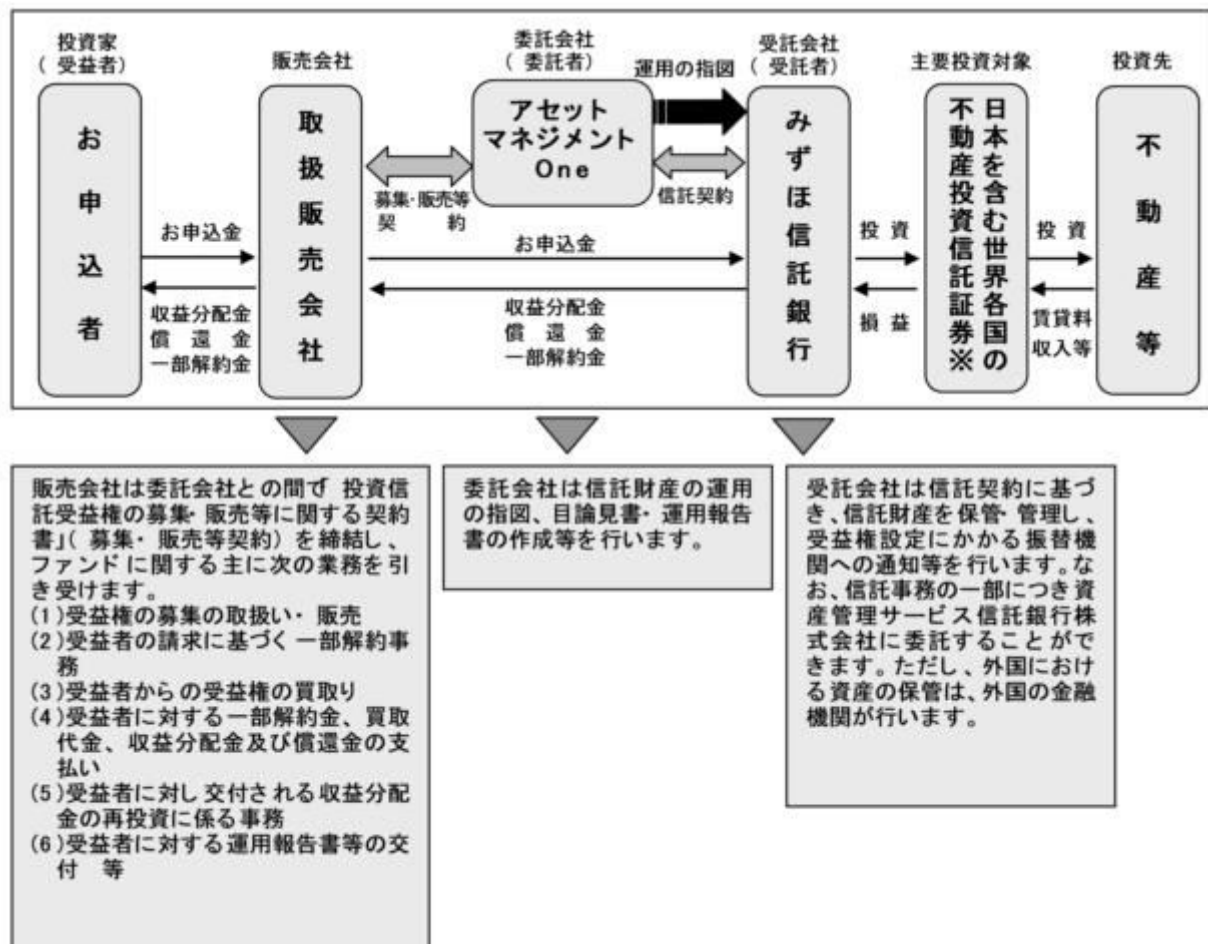 投資家
（ 受益者）
お申込者
お申込金
収益分配金
償　還　金
一部解約金
販売会社
取扱販売会社
募集・販売等
契　　　約
委託会社
（ 委託者）
アセット
マネジメント
One
運用の指図
信託契約
お申込金
収益分配金
償　還　金
一部解約金
受託会社
（ 受託者）
みずほ信託銀行
投 資
損 益
主要投資対象
日本を含む世界各国の
不動産投資信託証券※
投 資
賃貸料
収入等
投資先
不動産等
販売会社は委託会社との間で「投資信
託受益権の募集・販売等に関する契約
書」（ 募集・ 販売等契約） を締結し、
ファンドに関する主に次の業務を引
き受けます。
(1)受益権の募集の取扱い・ 販売
(2)受益者の請求に基づく 一部解約事
務
(3)受益者からの受益権の買取り
(4)受益者に対する一部解約金、買取
代金、収益分配金及び償還金の支
払い
(5)受益者に対し 交付される収益分配
金の再投資に係る事務
(6)受益者に対する運用報告書等の交
付　等
委託会社は信託財産の運用
の指図、目論見書・ 運用報告
書の作成等を行います。
受託会社は信託契約に基づ
き、信託財産を保管・管理し、
受益権設定にかかる振替機
関への通知等を行います。な
お、信託事務の一部につき資
産管理サービス信託銀行株
式会社に委託することがで
きます。ただし、外国におけ
る資産の保管は、外国の金融
機関が行います。